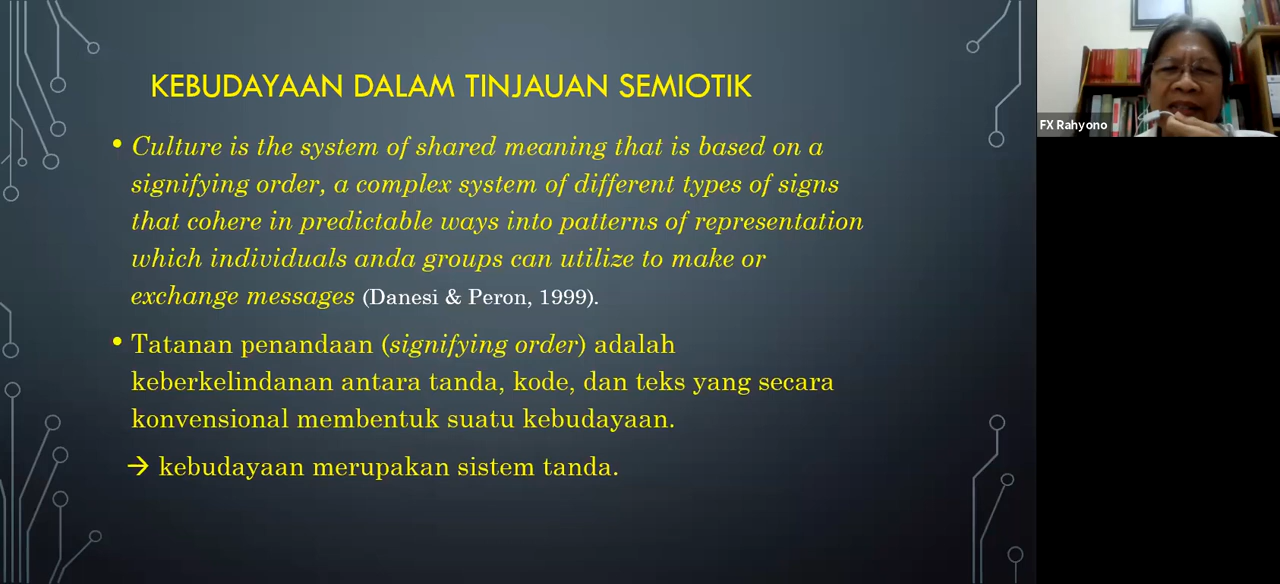 KEBUDAYAAN DALAM TINJAUAN SEMIOTIK
• Culture is the system of shared meaning that is based on a
signifying order, a complex system of different types of signs
that cohere in predictable ways into patterns of representation
which individuals anda groups can utilize to make or
exchange messages (Danesi & Peron, 1999).
• Tatanan penandaan (signifying order) adalah
keberkelindanan antara tanda, kode, dan teks yang secara
konvensional membentuk suatu kebudayaan.
→ kebudayaan merupakan sistem tanda.
FX Rahyono